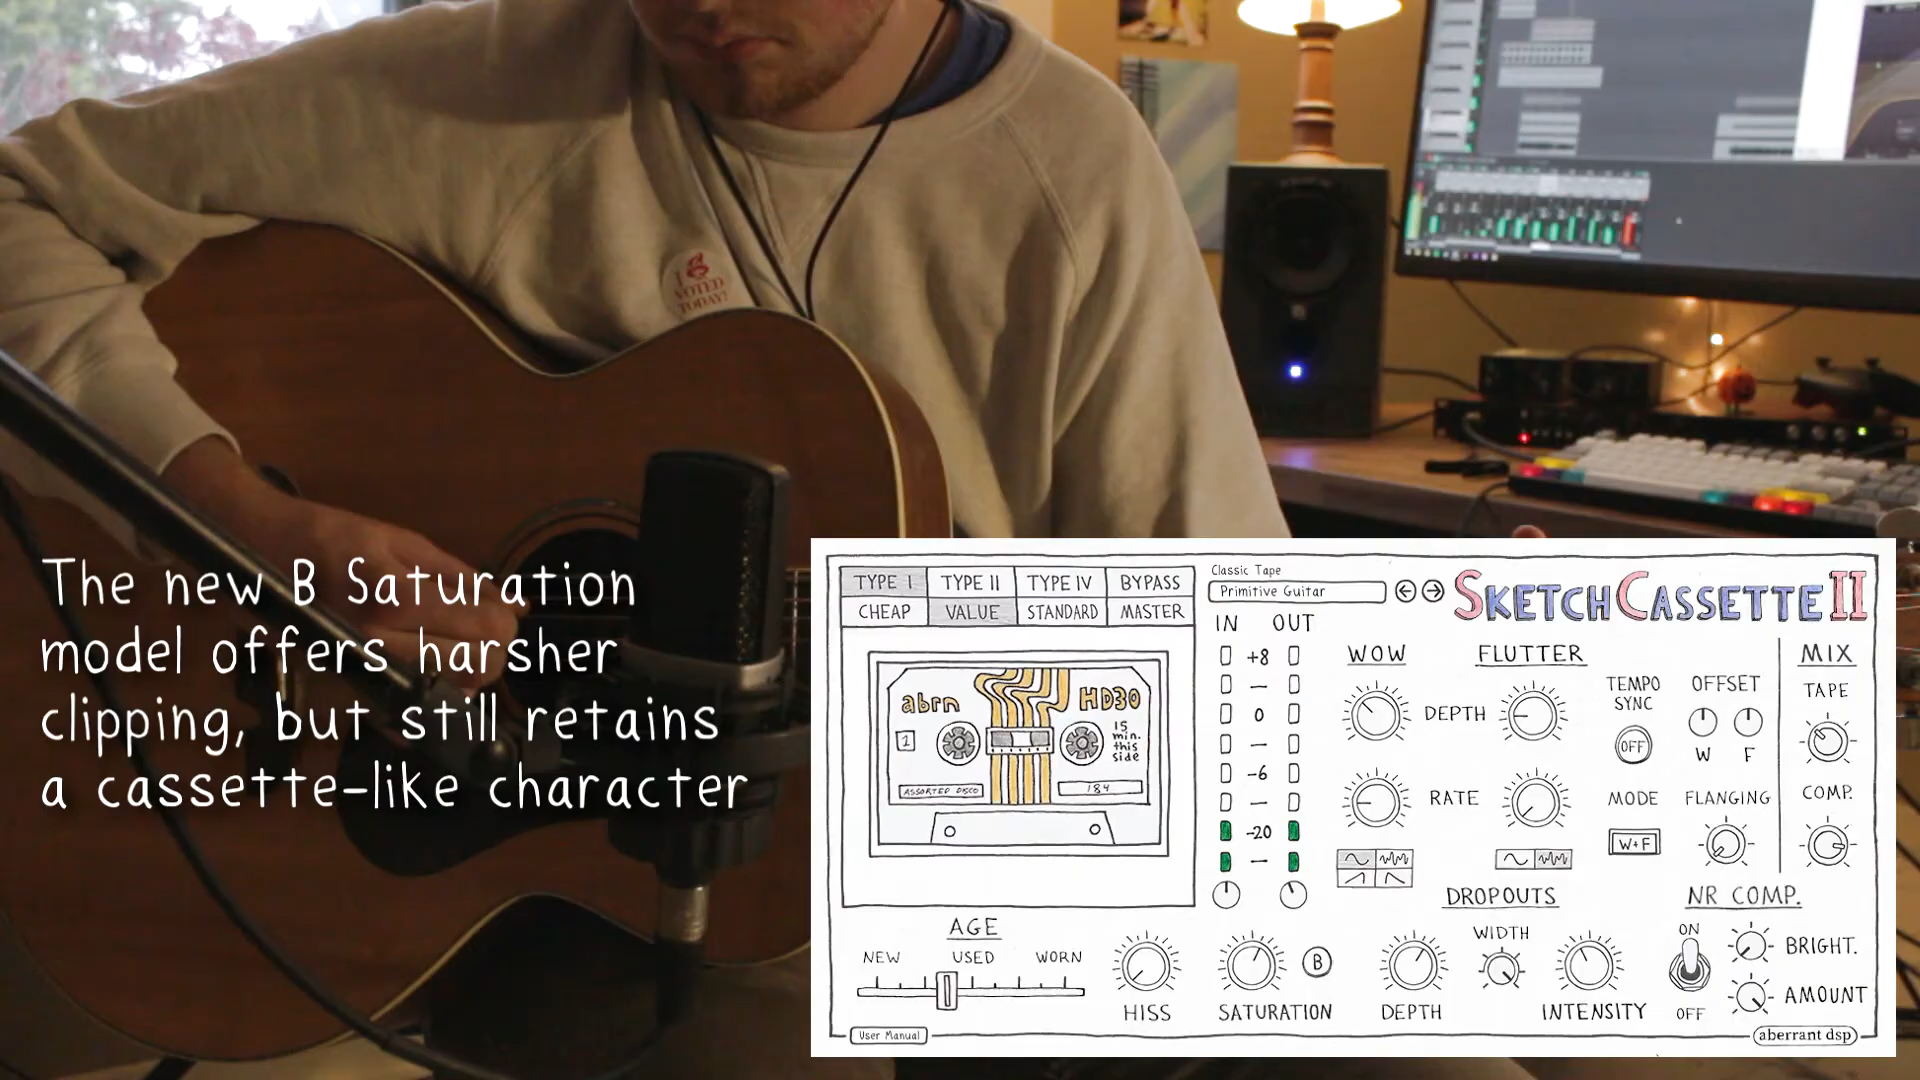 I
VOTED
TODAY!
The new B Saturation
model offers harsher
clipping, but still retains
a cassette-like character
TYPE I TYPE II TYPE IV BYPASS
CHEAP VALUE STANDARD MASTER
Classic Tape
Primitive Guitar
SKETCHCASSETTE II
IN OUT
+8
0
-6
-20
abrn HD30
1
15
min.
this
side
ASSORTED DISCO
184
WOW FLUTTER
DEPTH
RATE
TEMPO
SYNC
OFF
OFFSET
W F
MODE
W+F
FLANGING
MIX
TAPE
COMP.
AGE
NEW USED WORN
HISS
SATURATION
B
DROPOUTS
DEPTH
WIDTH
INTENSITY
NR COMP.
ON
OFF
BRIGHT.
AMOUNT
User Manual
aberrant dsp